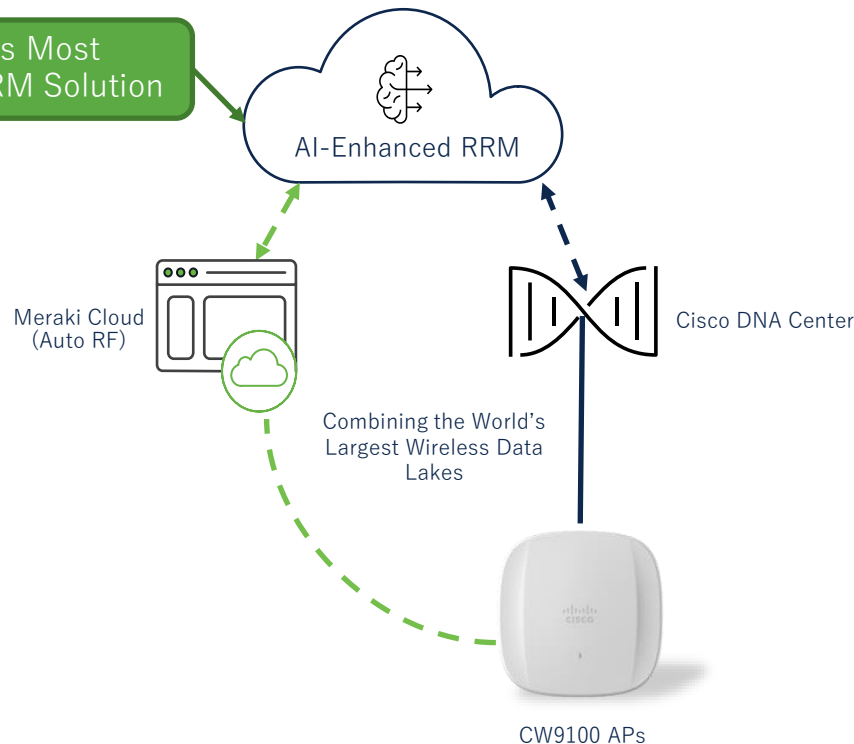 s Most
RM Solution
AI-Enhanced RRM
Meraki Cloud
(Auto RF)
Cisco DNA Center
Combining the World's
Largest Wireless Data
Lakes
CISCO
CW9100 APs